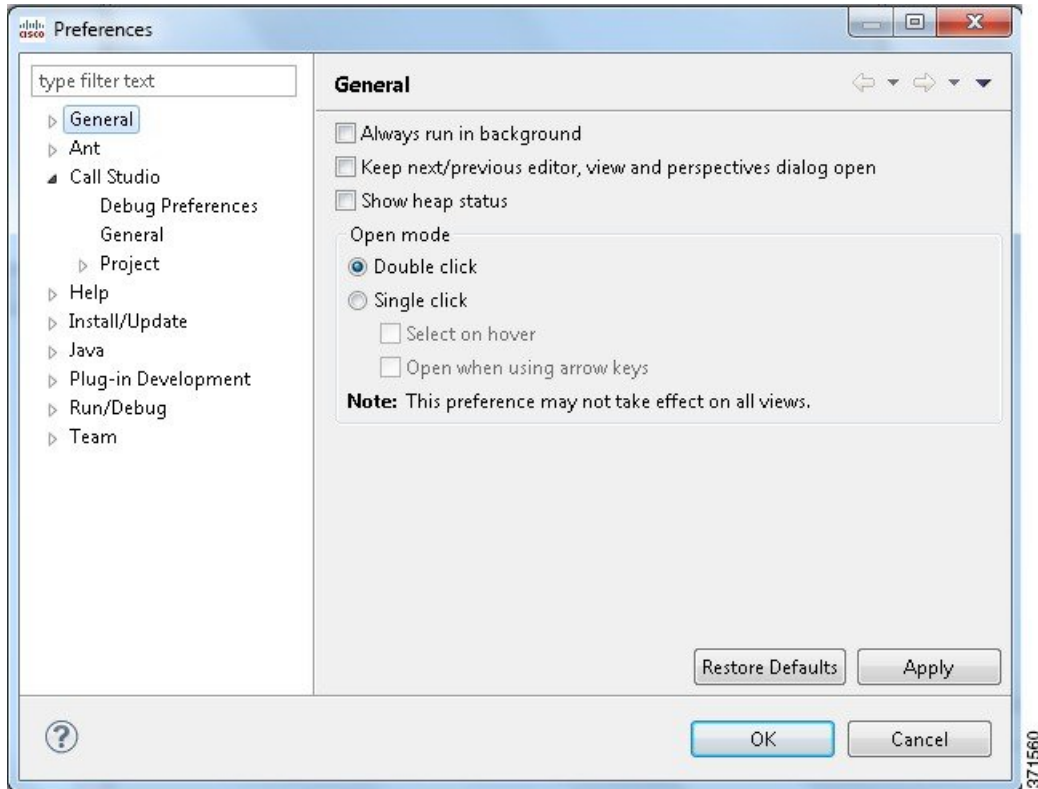 cisco Preferences
type filter text
General
Ant
Call Studio
Debug Preferences
General
Project
Help
Install/Update
Java
Plug-in Development
Run/Debug
Team
General
Always run in background
Keep next/previous editor, view and perspectives dialog open
Show heap status
Open mode
Double click
Single click
Select on hover
Open when using arrow keys
Note: This preference may not take effect on all views.
Restore Defaults Apply
? OK Cancel
371560